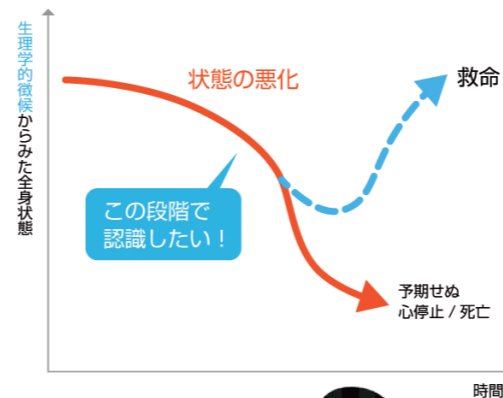 生理学的徴候からみた全身状態
状態の悪化
救命
この段階で
認識したい！
予期せぬ
心停止 / 死亡
時間